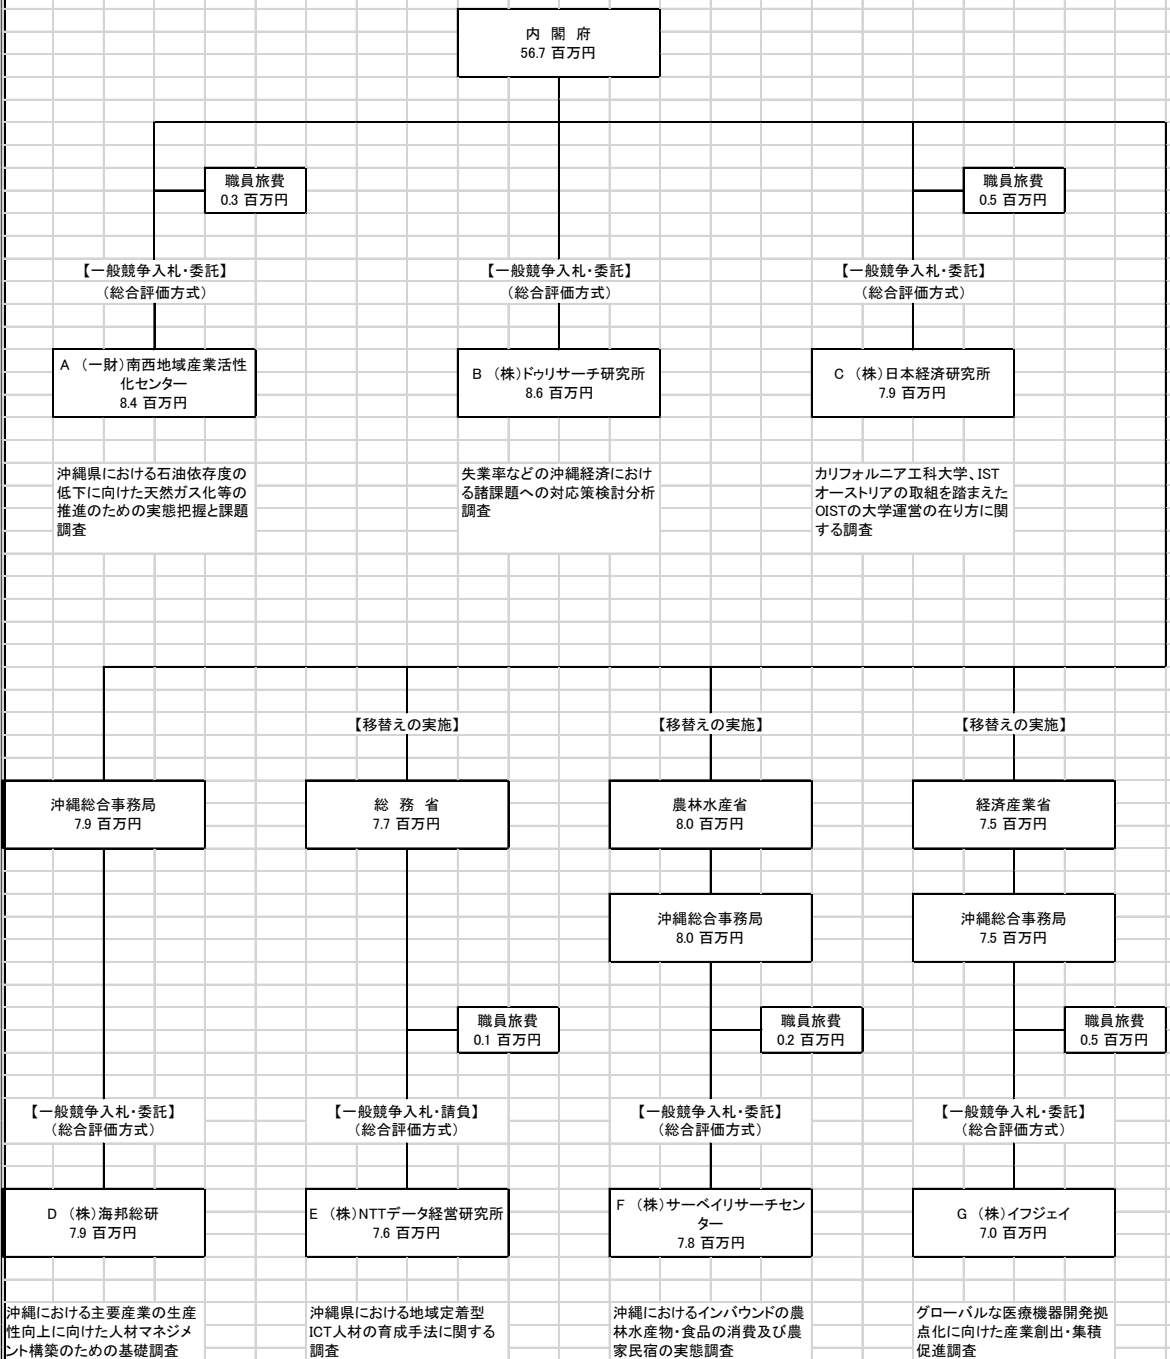 内　閣　府
56.7 百万円
職員旅費
0.3 百万円
職員旅費
0.5 百万円
【一般競争入札・委託】
（総合評価方式）
【一般競争入札・委託】
（総合評価方式）
【一般競争入札・委託】
（総合評価方式）
A （一財）南西地域産業活性
化センター
8.4 百万円
B （株）ドゥリサーチ研究所
8.6 百万円
C （株）日本経済研究所
7.9 百万円
沖縄県における石油依存度の
低下に向けた天然ガス化等の
推進のための実態把握と課題
調査
失業率などの沖縄経済におけ
る諸課題への対応策検討分析
調査
カリフォルニア工科大学、IST
オーストリアの取組を踏まえた
OISTの大学運営の在り方に関
する調査
【移替えの実施】
【移替えの実施】
【移替えの実施】
沖縄総合事務局
7.9 百万円
総　務　省
7.7 百万円
農林水産省
8.0 百万円
経済産業省
7.5 百万円
沖縄総合事務局
8.0 百万円
沖縄総合事務局
7.5 百万円
職員旅費
0.1 百万円
職員旅費
0.2 百万円
職員旅費
0.5 百万円
【一般競争入札・委託】
（総合評価方式）
【一般競争入札・請負】
（総合評価方式）
【一般競争入札・委託】
（総合評価方式）
【一般競争入札・委託】
（総合評価方式）
D （株）海邦総研
7.9 百万円
E （株）NTTデータ経営研究所
7.6 百万円
F （株）サーベイリサーチセン
ター
7.8 百万円
G （株）イフジェイ
7.0 百万円
沖縄における主要産業の生産
性向上に向けた人材マネジメ
ント構築のための基礎調査
沖縄県における地域定着型
ICT人材の育成手法に関する
調査
沖縄におけるインバウンドの農
林水産物・食品の消費及び農
家民宿の実態調査
グローバルな医療機器開発拠
点化に向けた産業創出・集積
促進調査